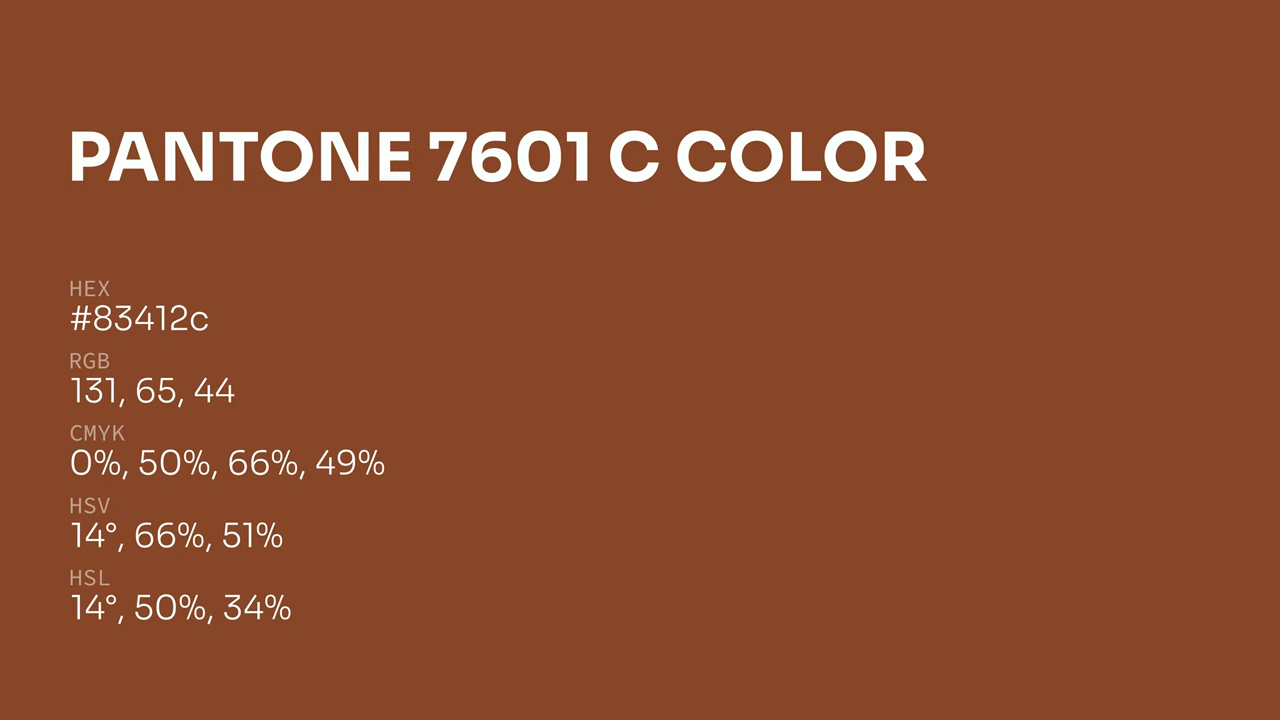 PANTONE 7601 C COLOR
HEX
#83412c
RGB
131, 65, 44
CMYK
0%, 50%, 66%, 49%
HSV
14°, 66%, 51%
HSL
14°, 50%, 34%